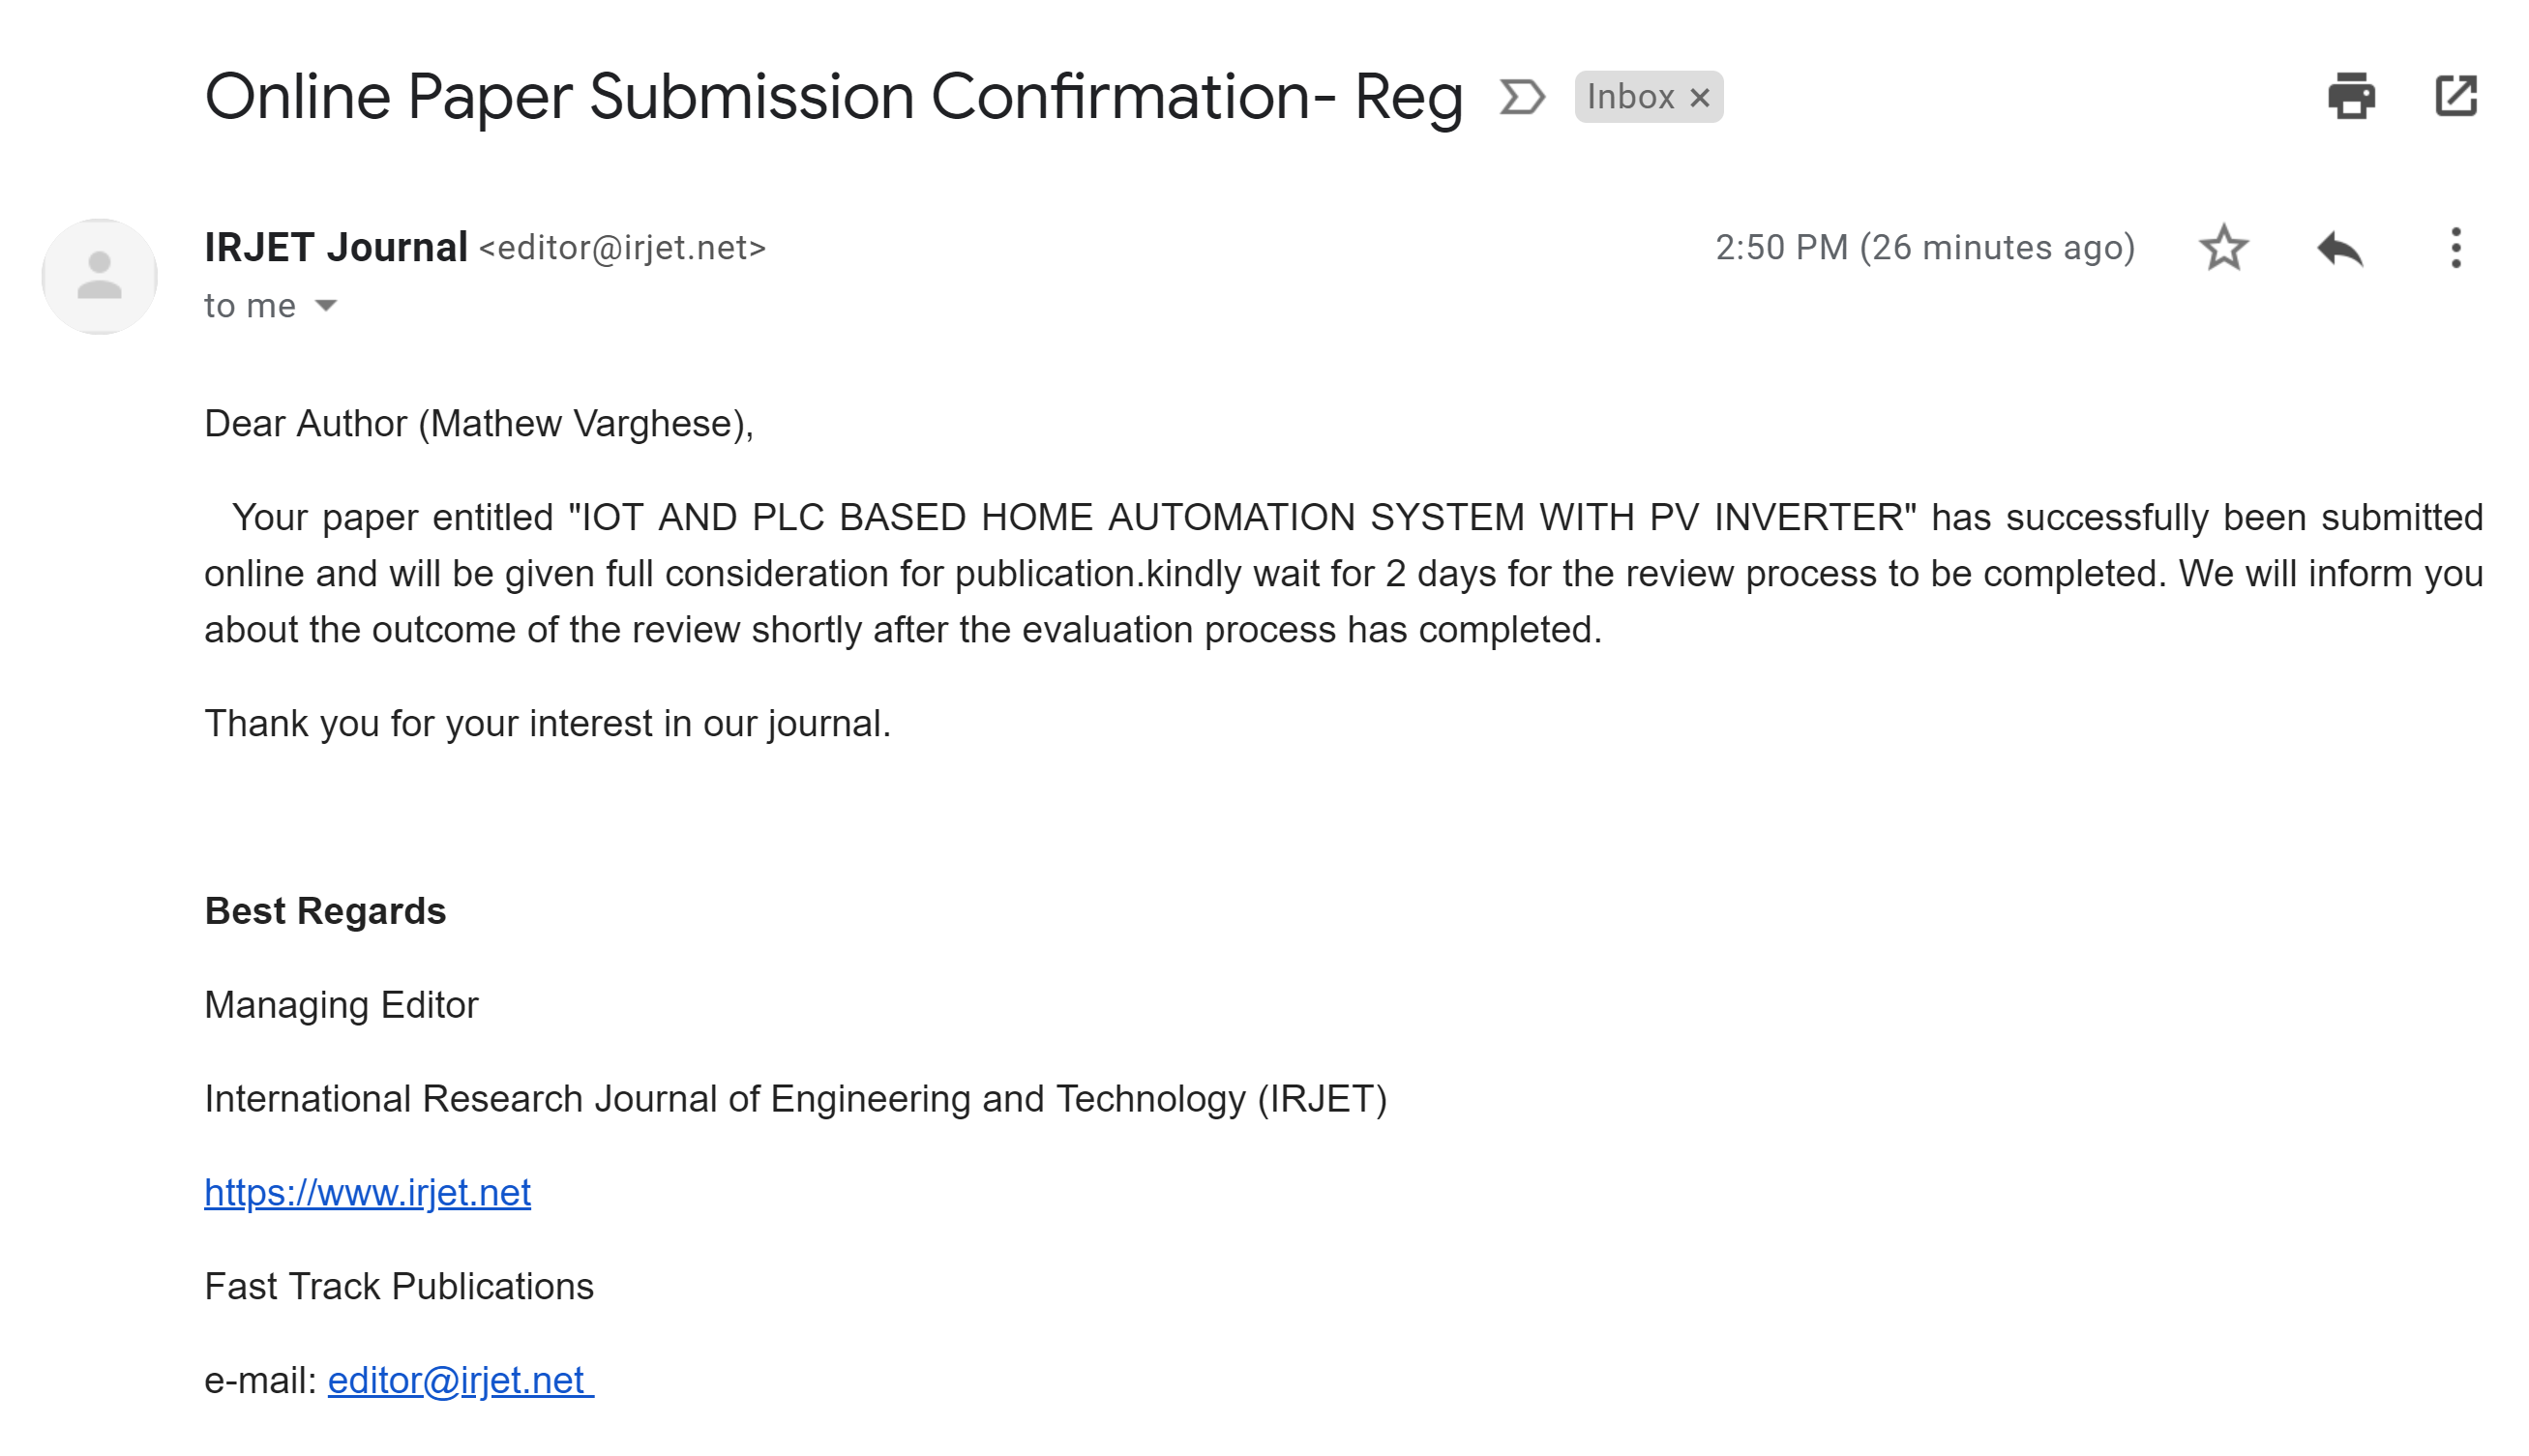 Online Paper Submission Confirmation- Reg Inbox ×
IRJET Journal <editor@irjet.net> 2:50 PM (26 minutes ago)
to me
Dear Author (Mathew Varghese),
Your paper entitled "IOT AND PLC BASED HOME AUTOMATION SYSTEM WITH PV INVERTER" has successfully been submitted
online and will be given full consideration for publication.kindly wait for 2 days for the review process to be completed. We will inform you
about the outcome of the review shortly after the evaluation process has completed.
Thank you for your interest in our journal.
Best Regards
Managing Editor
International Research Journal of Engineering and Technology (IRJET)
https://www.irjet.net
Fast Track Publications
e-mail: editor@irjet.net